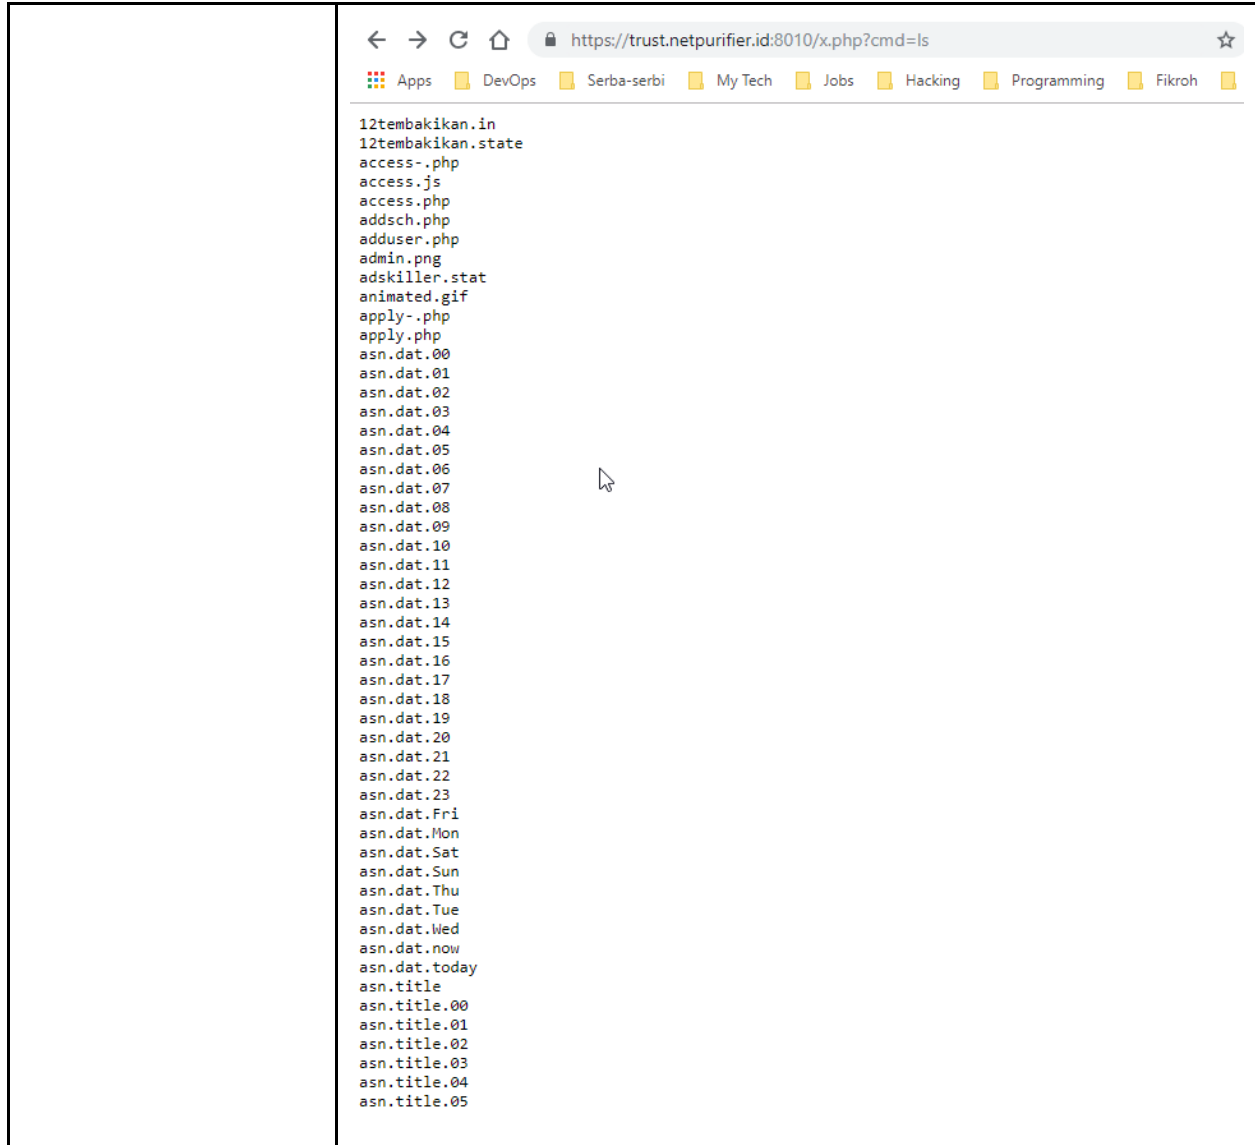 https://trust.netpurifier.id:8010/x.php?cmd=ls
Apps DevOps Serba-serbi My Tech Jobs Hacking Programming Fikroh
12tembakikan.in
12tembakikan.state
access-.php
access.js
access.php
addsch.php
adduser.php
admin.png
adskiller.stat
animated.gif
apply-.php
apply.php
asn.dat.00
asn.dat.01
asn.dat.02
asn.dat.03
asn.dat.04
asn.dat.05
asn.dat.06
asn.dat.07
asn.dat.08
asn.dat.09
asn.dat.10
asn.dat.11
asn.dat.12
asn.dat.13
asn.dat.14
asn.dat.15
asn.dat.16
asn.dat.17
asn.dat.18
asn.dat.19
asn.dat.20
asn.dat.21
asn.dat.22
asn.dat.23
asn.dat.Fri
asn.dat.Mon
asn.dat.Sat
asn.dat.Sun
asn.dat.Thu
asn.dat.Tue
asn.dat.Wed
asn.dat.now
asn.dat.today
asn.title
asn.title.00
asn.title.01
asn.title.02
asn.title.03
asn.title.04
asn.title.05